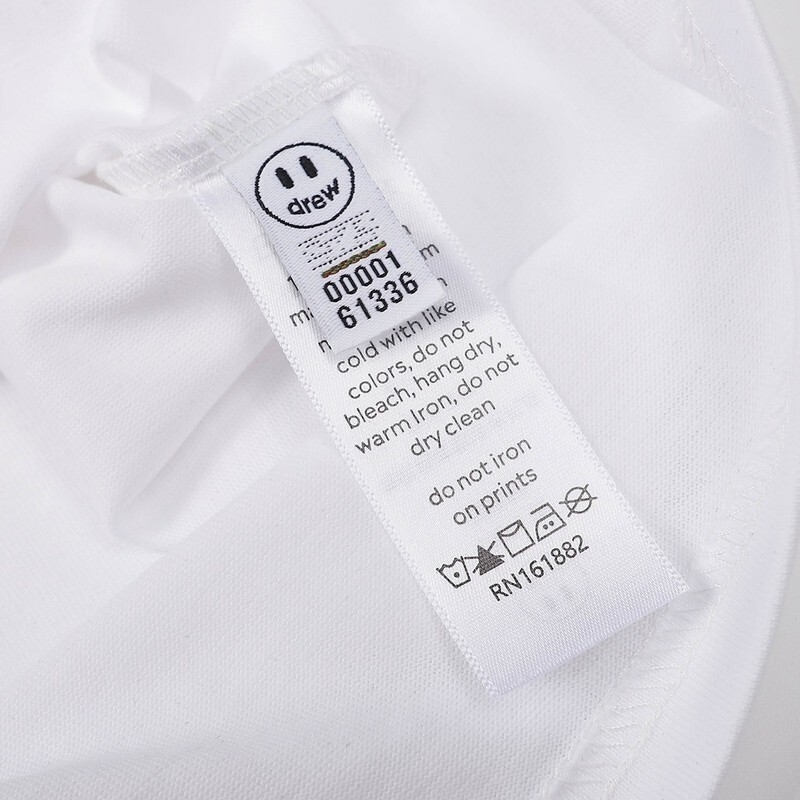 drew
00001
61336
cold with like
colors, do not
bleach, hang dry,
warm Iron, do not
dry clean
do not iron
on prints
RN161882